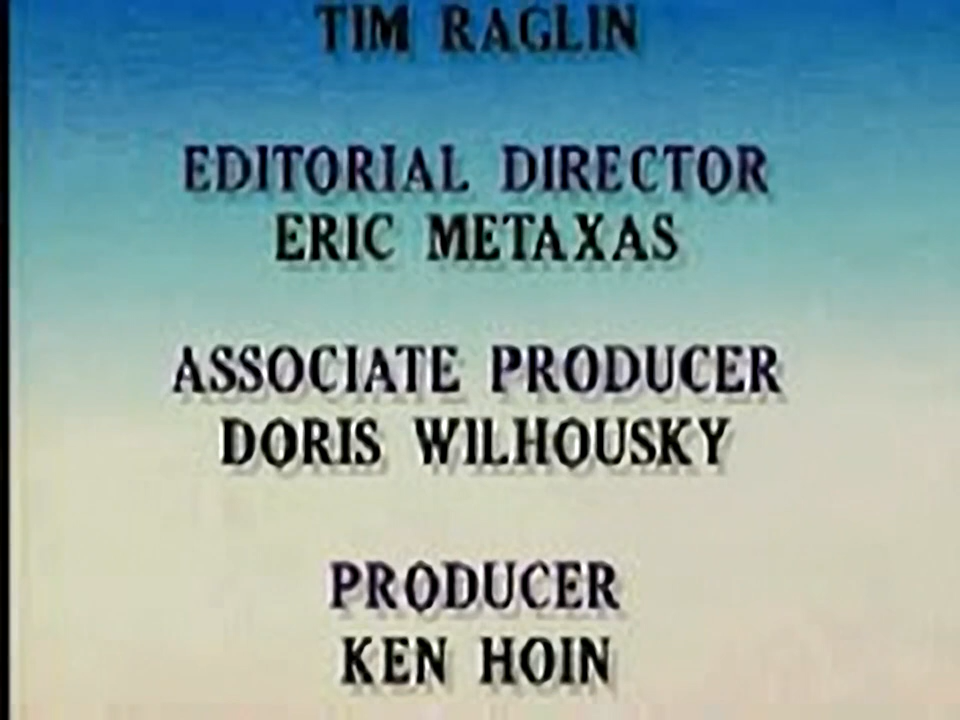 TIM RAGLIN
EDITORIAL DIRECTOR
ERIC METAXAS
ASSOCIATE PRODUCER
DORIS WILHOUSKY
PRODUCER
KEN HOIN